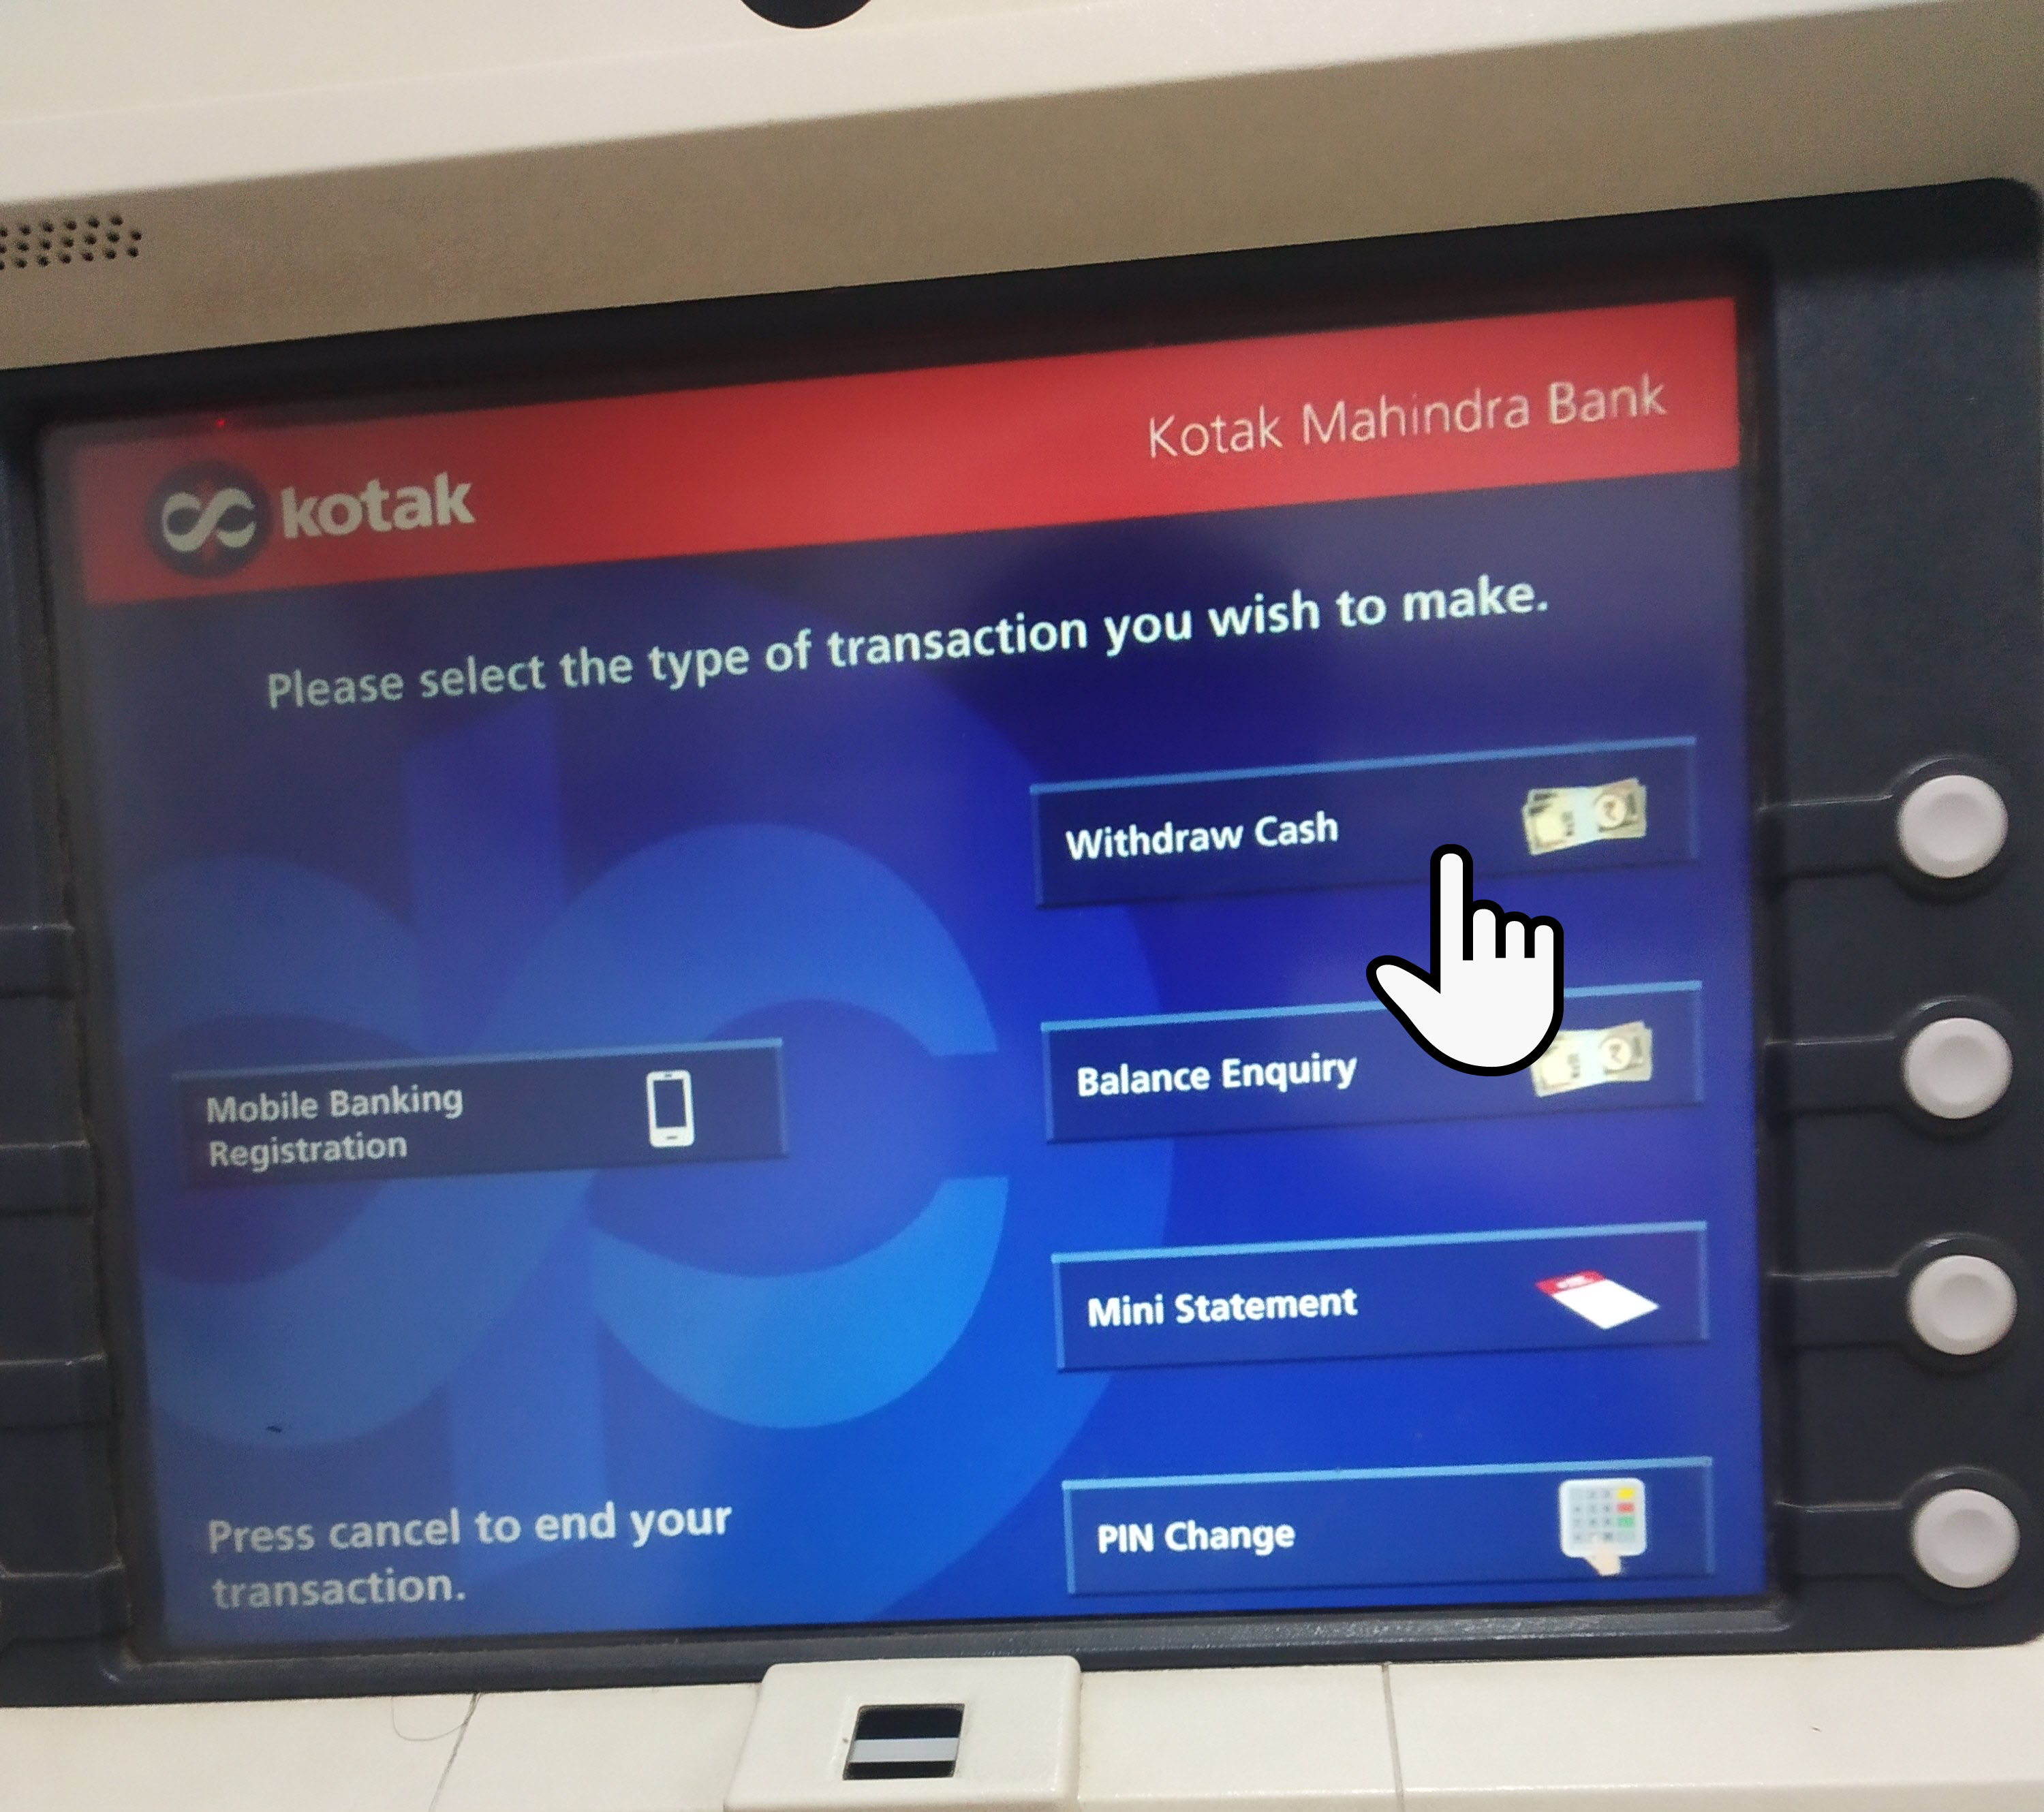 kotak
Kotak Mahindra Bank
Please select the type of transaction you wish to make.
Withdraw Cash
Balance Enquiry
Mobile Banking
Registration
Mini Statement
PIN Change
Press cancel to end your
transaction.